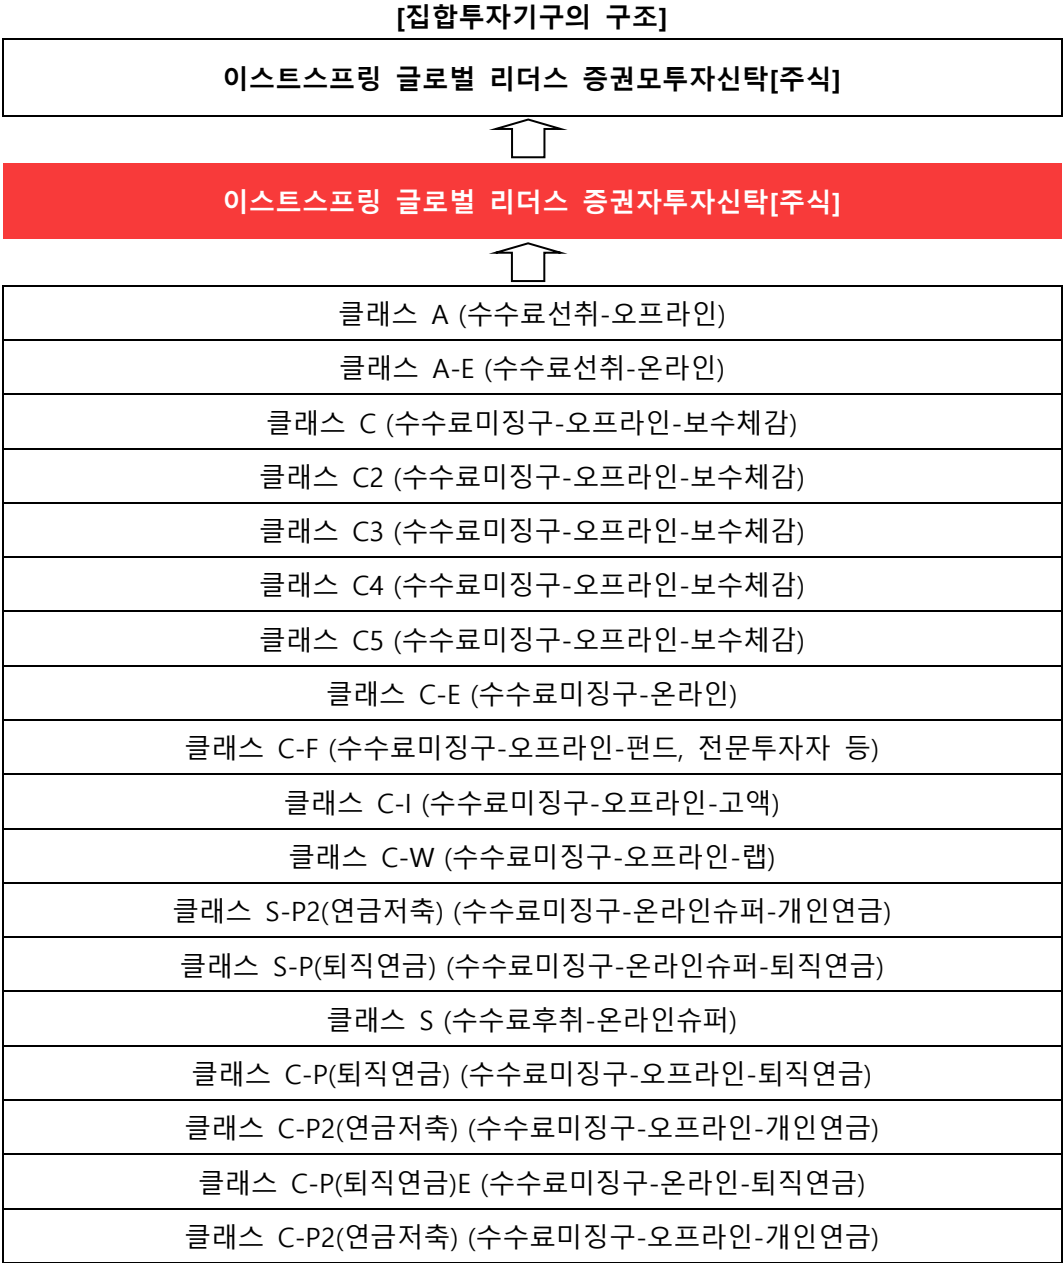 [집합투자기구의 구조]
이스트스프링 글로벌 리더스 증권모투자신탁[주식]
이스트스프링 글로벌 리더스 증권자투자신탁[주식]
클래스 A (수수료선취-오프라인)
클래스 A-E (수수료선취-온라인)
클래스 C (수수료미징구-오프라인-보수체감)
클래스 C2 (수수료미징구-오프라인-보수체감)
클래스 C3 (수수료미징구-오프라인-보수체감)
클래스 C4 (수수료미징구-오프라인-보수체감)
클래스 C5 (수수료미징구-오프라인-보수체감)
클래스 C-E (수수료미징구-온라인)
클래스 C-F (수수료미징구-오프라인-펀드, 전문투자자 등)
클래스 C-I (수수료미징구-오프라인-고액)
클래스 C-W (수수료미징구-오프라인-랩)
클래스 S-P2(연금저축) (수수료미징구-온라인슈퍼-개인연금)
클래스 S-P(퇴직연금) (수수료미징구-온라인슈퍼-퇴직연금)
클래스 S (수수료후취-온라인슈퍼)
클래스 C-P(퇴직연금) (수수료미징구-오프라인-퇴직연금)
클래스 C-P2(연금저축) (수수료미징구-오프라인-개인연금)
클래스 C-P(퇴직연금)E (수수료미징구-온라인-퇴직연금)
클래스 C-P2(연금저축) (수수료미징구-오프라인-개인연금)